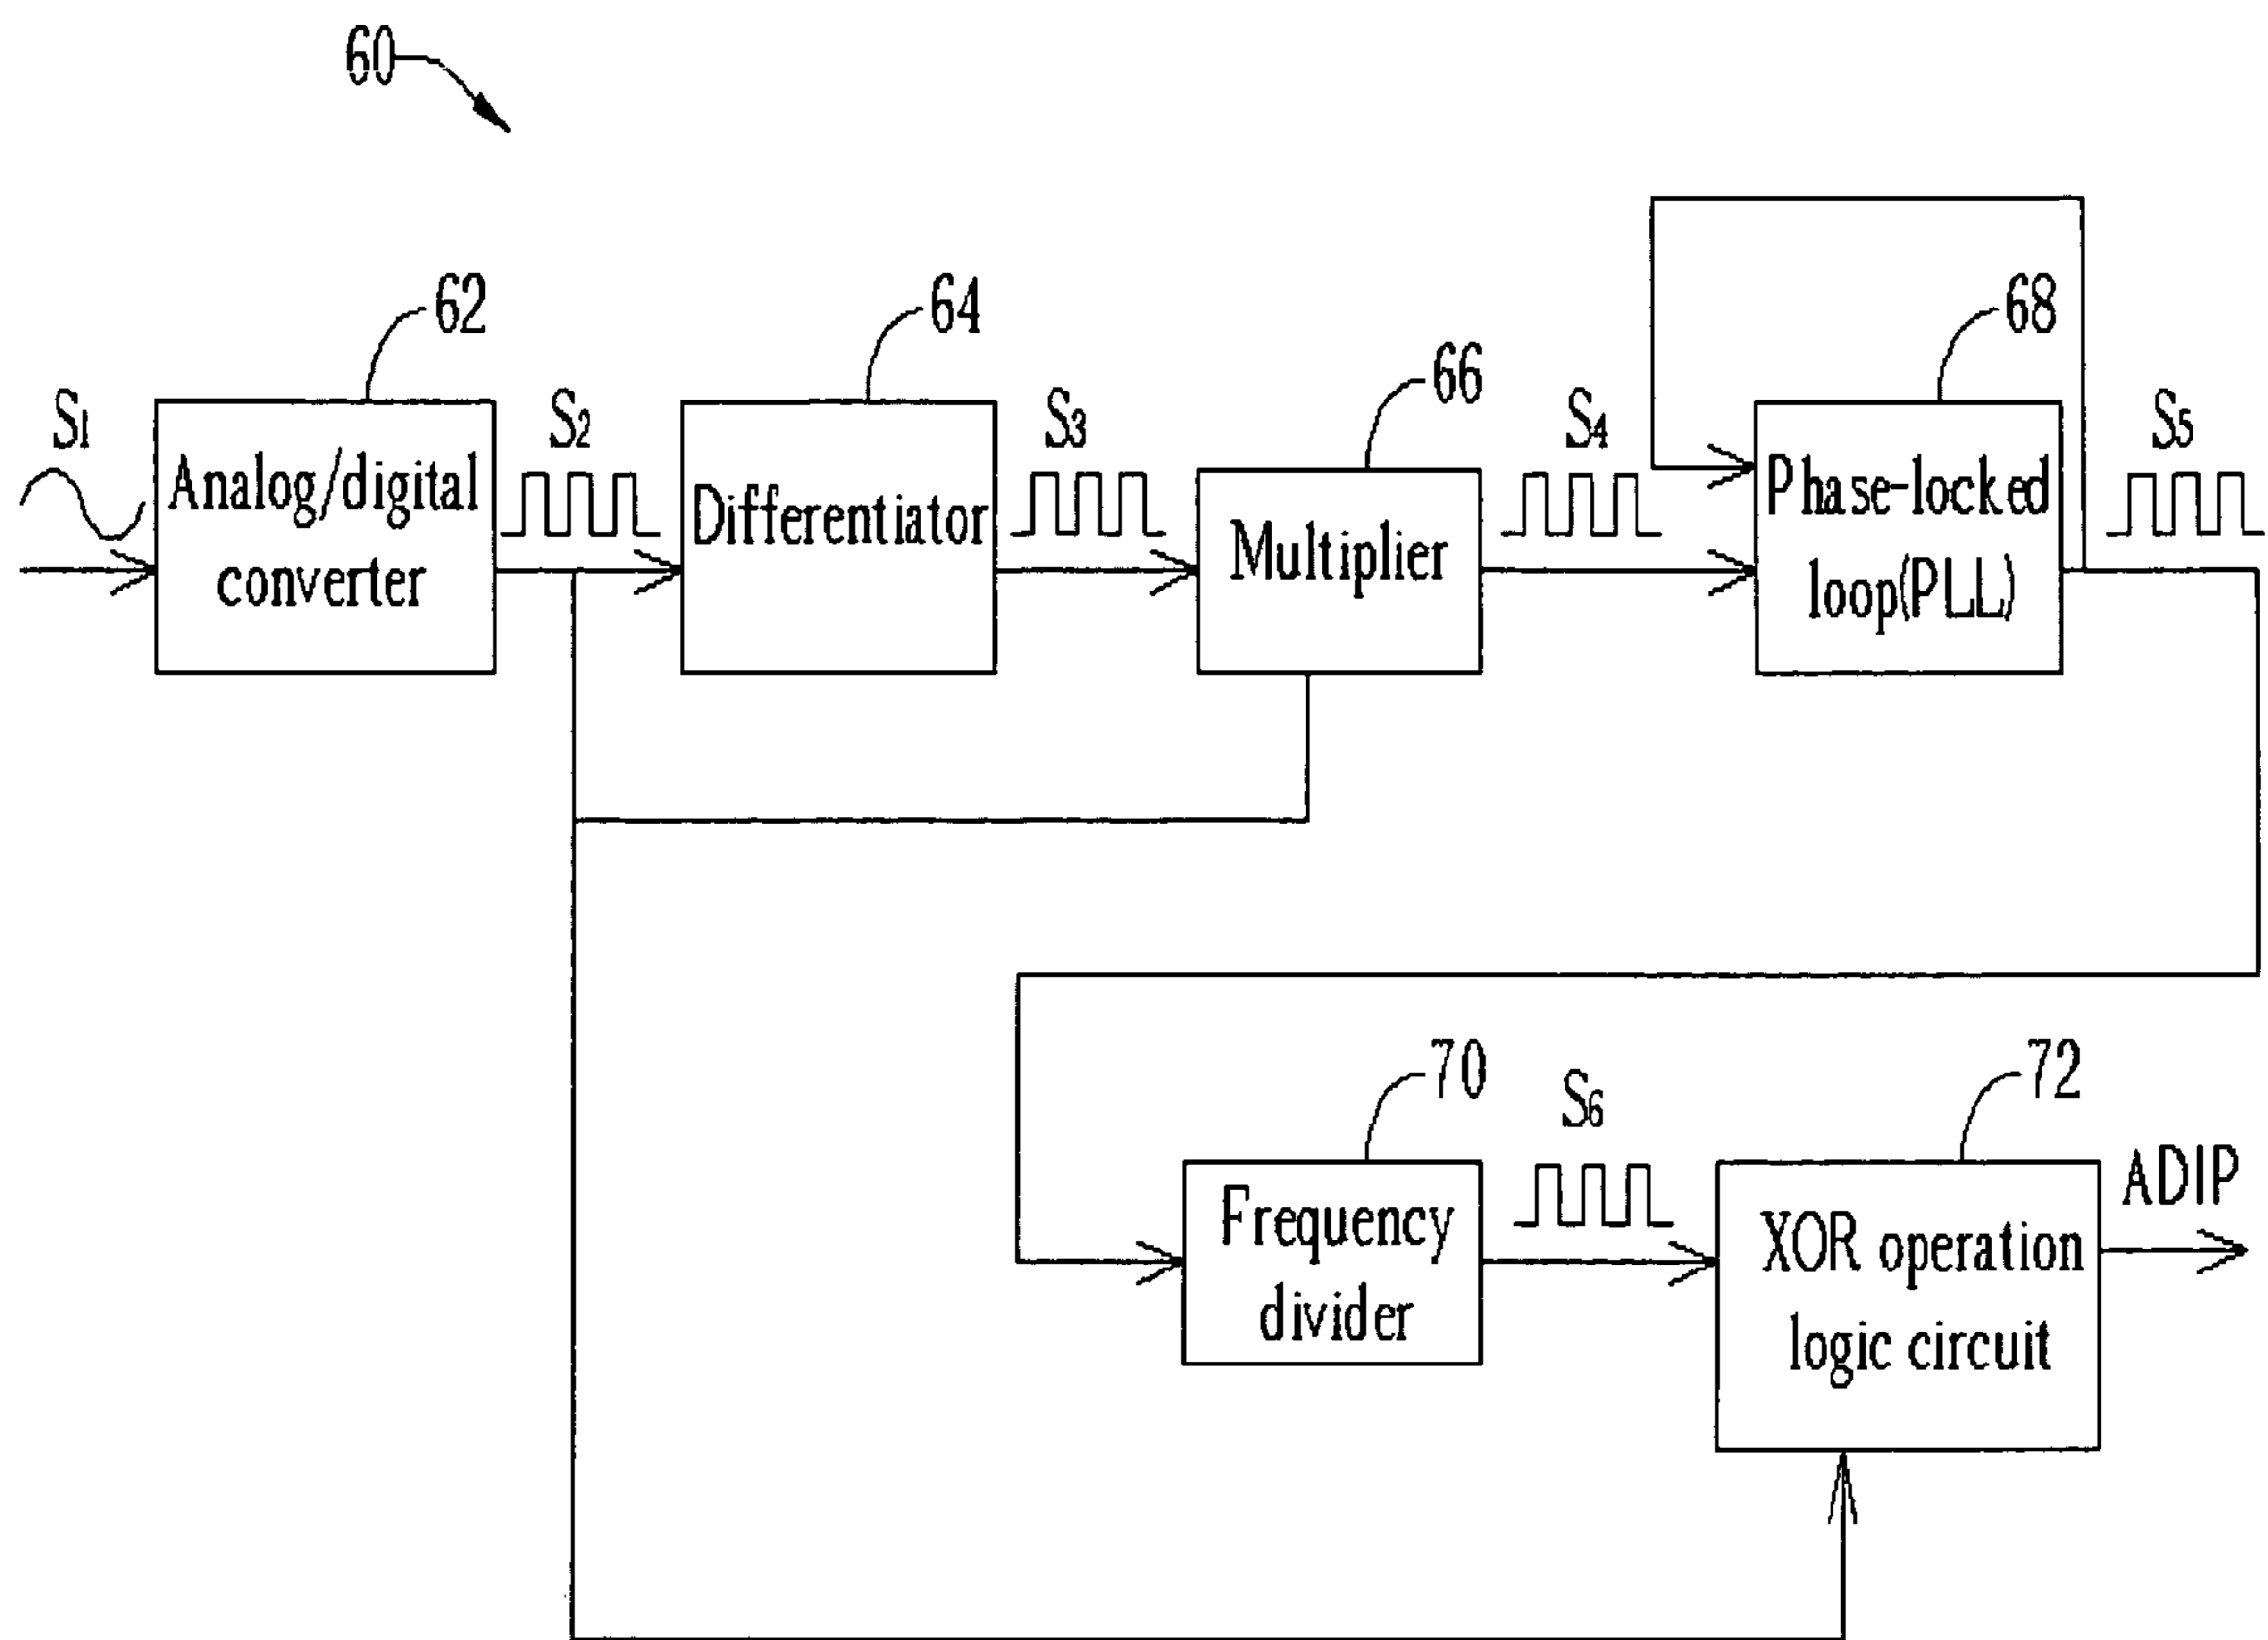 60
62
64
66
68
S1
S2
S3
S4
S5
Analog/digital
converter
Differentiator
Multiplier
Phase-locked
loop(PLL)
70
72
S6
ADIP
Frequency
divider
XOR operation
logic circuit